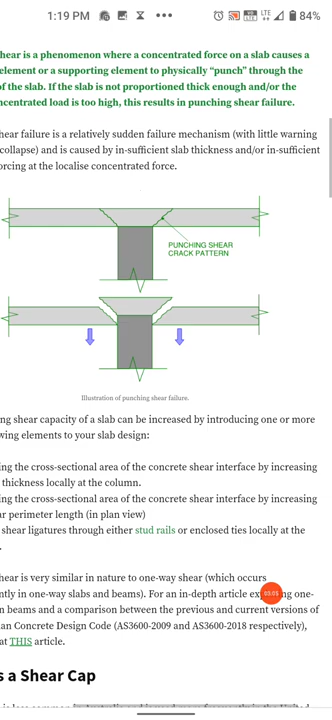 1:19 PM ••• LTE 84%
hear is a phenomenon where a concentrated force on a slab causes a
element or a supporting element to physically “punch” through the
of the slab. If the slab is not proportioned thick enough and/or the
ncentrated load is too high, this results in punching shear failure.
hear failure is a relatively sudden failure mechanism (with little warning
collapse) and is caused by in-sufficient slab thickness and/or in-sufficient
orcing at the localise concentrated force.
PUNCHING SHEAR
CRACK PATTERN
Illustration of punching shear failure.
ng shear capacity of a slab can be increased by introducing one or more
wing elements to your slab design:
ing the cross-sectional area of the concrete shear interface by increasing
thickness locally at the column.
ing the cross-sectional area of the concrete shear interface by increasing
ar perimeter length (in plan view)
shear ligatures through either stud rails or enclosed ties locally at the
.
hear is very similar in nature to one-way shear (which occurs
ntly in one-way slabs and beams). For an in-depth article ex ng one-
03:05
n beams and a comparison between the previous and current versions of
ian Concrete Design Code (AS3600-2009 and AS3600-2018 respectively),
at THIS article.
s a Shear Cap